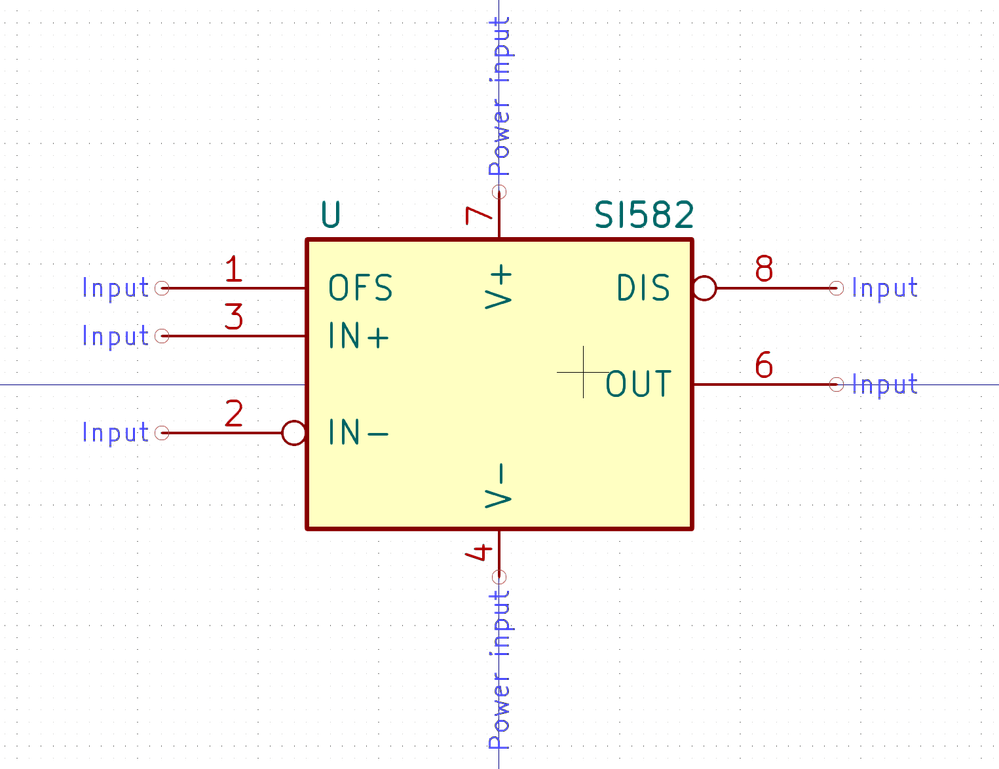 Power input
7
U
SI582
V+
Input 1 OFS
DIS 8 Input
Input 3 IN+
OUT 6 Input
Input 2 IN-
V-
4
Power input